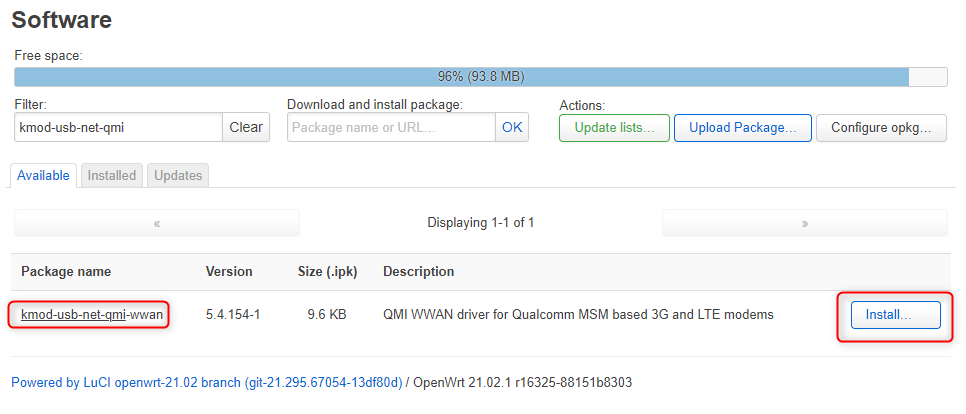 Software
Free space:
96% (93.8 MB)
Filter:
Download and install package:
Actions:
kmod-usb-net-qmi Clear Package name or URL... OK Update lists... Upload Package... Configure opkg...
Available Installed Updates
« Displaying 1-1 of 1 »
Package name Version Size (.ipk) Description
kmod-usb-net-qmi-wwan 5.4.154-1 9.6 KB QMI WWAN driver for Qualcomm MSM based 3G and LTE modems Install...
Powered by LuCI openwrt-21.02 branch (git-21.295.67054-13df80d) / OpenWrt 21.02.1 r16325-88151b8303